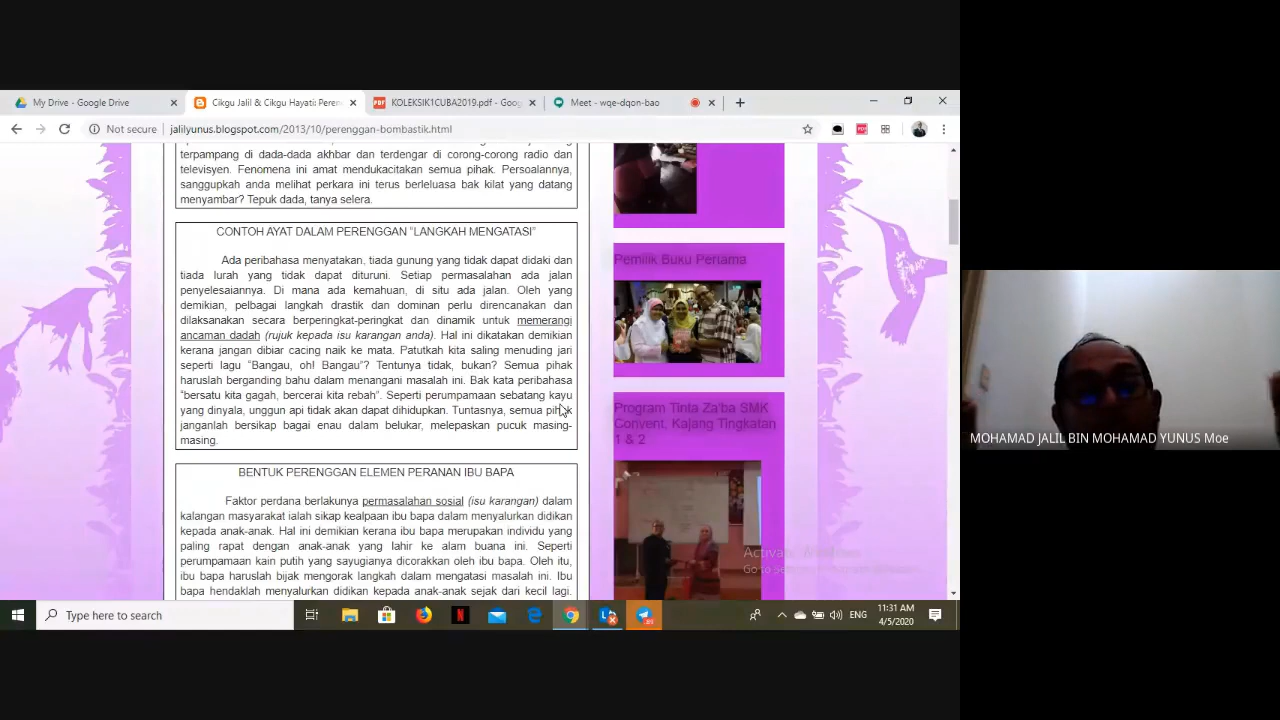 My Drive - Google Drive
Cikgu Jalil & Cikgu Hayati: Peren
KOLEKSIK1CUBA2019.pdf - Goog
Meet - wqe-dqon-bao
Not secure
jalilyunus.blogspot.com/2013/10/perenggan-bombastik.html
terpampang di dada-dada akhbar dan terdengar di corong-corong radio dan
televisyen. Fenomena ini amat mendukacitakan semua pihak. Persoalannya,
sanggupkah anda melihat perkara ini terus berleluasa bak kilat yang datang
menyambar? Tepuk dada, tanya selera.
CONTOH AYAT DALAM PERENGGAN “LANGKAH MENGATASI”
Ada peribahasa menyatakan, tiada gunung yang tidak dapat didaki dan
tiada lurah yang tidak dapat dituruni. Setiap permasalahan ada jalan
penyelesaiannya. Di mana ada kemahuan, di situ ada jalan. Oleh yang
demikian, pelbagai langkah drastik dan dominan perlu direncanakan dan
dilaksanakan secara berperingkat-peringkat dan dinamik untuk memerangi
ancaman dadah (rujuk kepada isu karangan anda). Hal ini dikatakan demikian
kerana jangan dibiar cacing naik ke mata. Patutkah kita saling menuding jari
seperti lagu “Bangau, oh! Bangau”? Tentunya tidak, bukan? Semua pihak
haruslah berganding bahu dalam menangani masalah ini. Bak kata peribahasa
“bersatu kita gagah, bercerai kita rebah”. Seperti perumpamaan sebatang kayu
yang dinyala, unggun api tidak akan dapat dihidupkan. Tuntasnya, semua pihak
janganlah bersikap bagai enau dalam belukar, melepaskan pucuk masing-
masing.
BENTUK PERENGGAN ELEMEN PERANAN IBU BAPA
Faktor perdana berlakunya permasalahan sosial (isu karangan) dalam
kalangan masyarakat ialah sikap kealpaan ibu bapa dalam menyalurkan didikan
kepada anak-anak. Hal ini demikian kerana ibu bapa merupakan individu yang
paling rapat dengan anak-anak yang lahir ke alam buana ini. Seperti
perumpamaan kain putih yang sayugianya dicorakkan oleh ibu bapa. Oleh itu,
ibu bapa haruslah bijak mengorak langkah dalam mengatasi masalah ini. Ibu
bapa hendaklah menyalurkan didikan kepada anak-anak sejak dari kecil lagi.
Pemilik Buku Pertama
Program Tinta Za'ba SMK
Convent, Kajang Tingkatan
1 & 2
Activate Windows
Go to
MOHAMAD JALIL BIN MOHAMAD YUNUS Moe
Type here to search
ENG
11:31 AM
4/5/2020